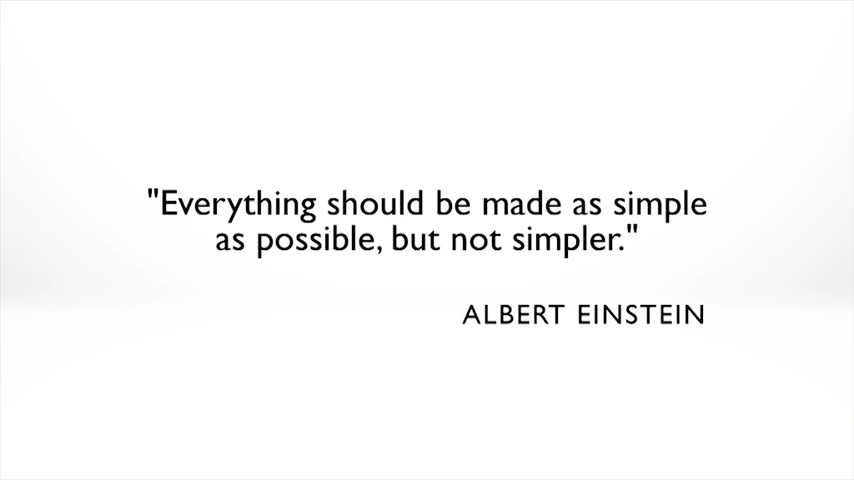 "Everything should be made as simple
as possible, but not simpler."
ALBERT EINSTEIN